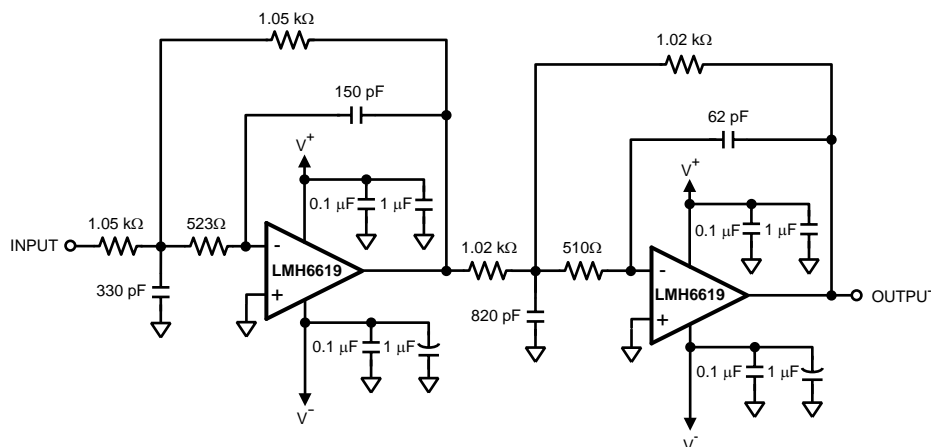 1.05 kΩ
1.02 kΩ
150 pF
62 pF
V+
V+
0.1 μF
1 μF
0.1 μF
1 μF
1.05 kΩ
523Ω
1.02 kΩ
510Ω
INPUT
-
LMH6619
+
-
LMH6619
+
OUTPUT
330 pF
820 pF
0.1 μF
1 μF
0.1 μF
1 μF
V-
V-